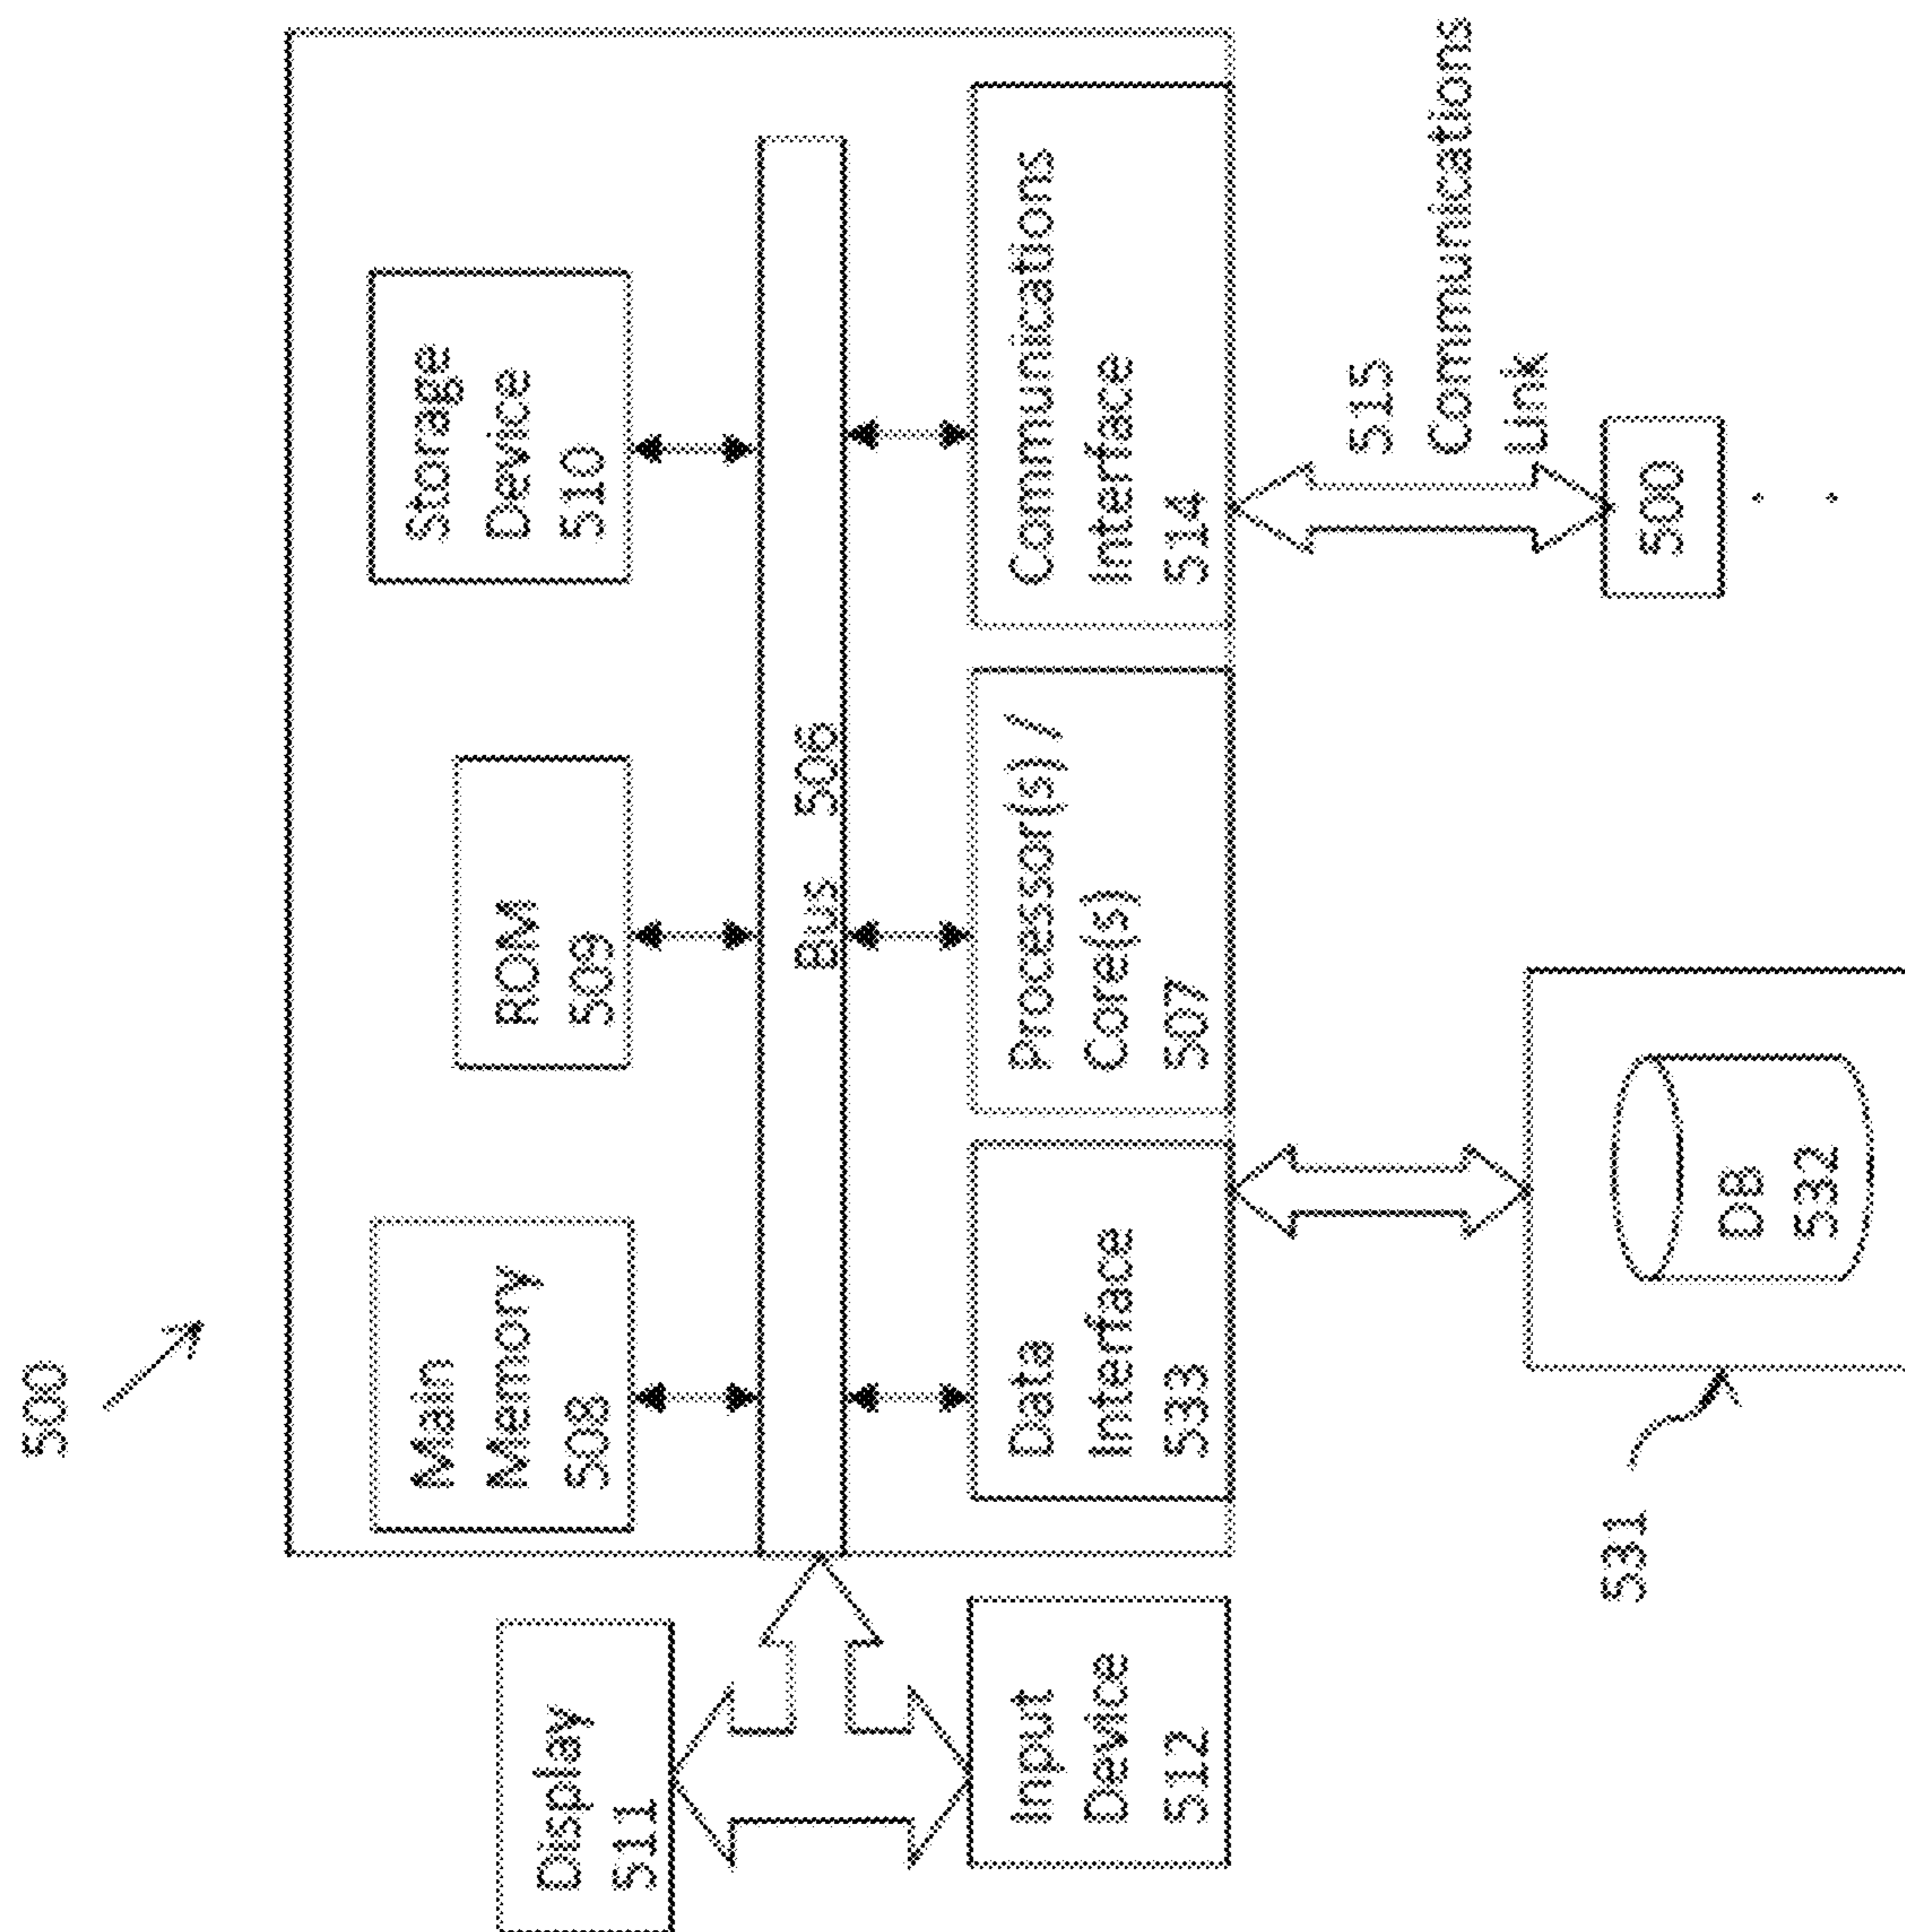 500
Main
Memory
508
ROM
509
Storage
Device
510
Display
511
Bus 506
Input
Device
512
Data
Interface
533
Processor(s) /
Core(s)
507
Communications
Interface
514
515
Communications
Link
531
DB
532
500